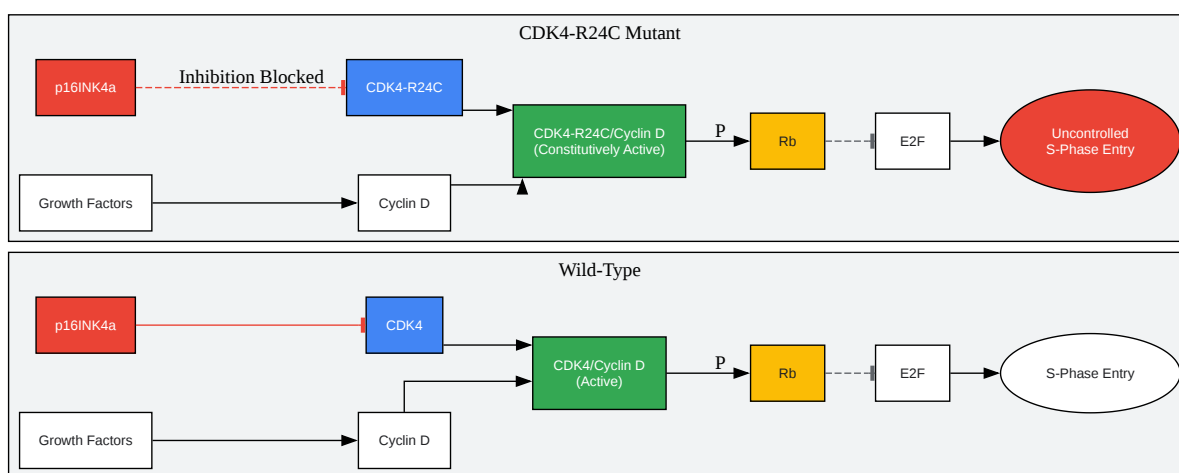 CDK4-R24C Mutant
p16INK4a
Inhibition Blocked
CDK4-R24C
CDK4-R24C/Cyclin D
(Constitutively Active)
P
Rb
E2F
Uncontrolled
S-Phase Entry
Growth Factors
Cyclin D
Wild-Type
p16INK4a
CDK4
CDK4/Cyclin D
(Active)
P
Rb
E2F
S-Phase Entry
Growth Factors
Cyclin D